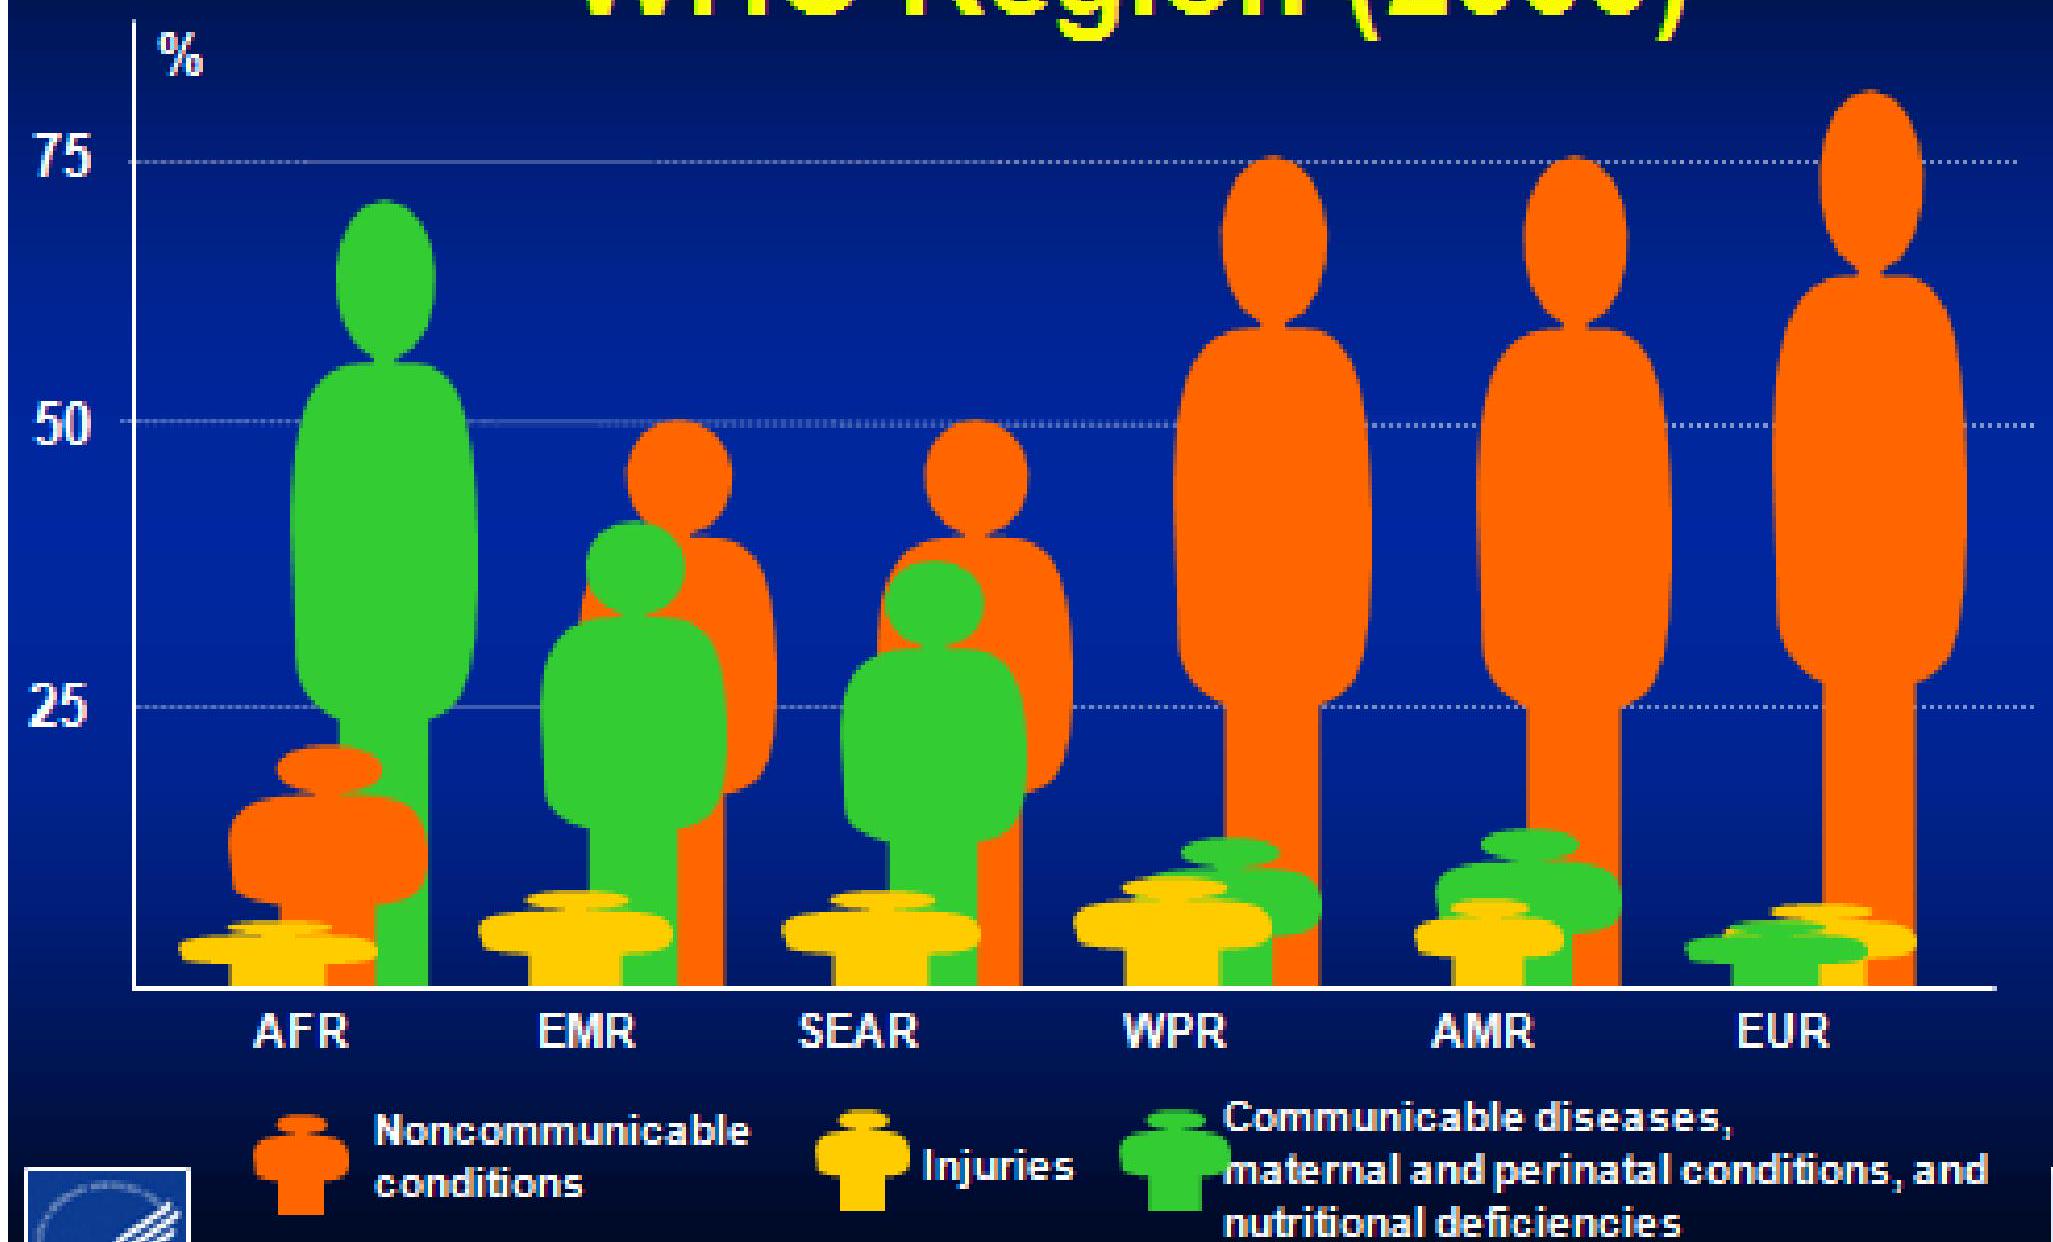 WHO Region (2000)
%
75
50
25
AFR EMR SEAR WPR AMR EUR
Noncommunicable
conditions
Injuries
Communicable diseases,
maternal and perinatal conditions, and
nutritional deficiencies